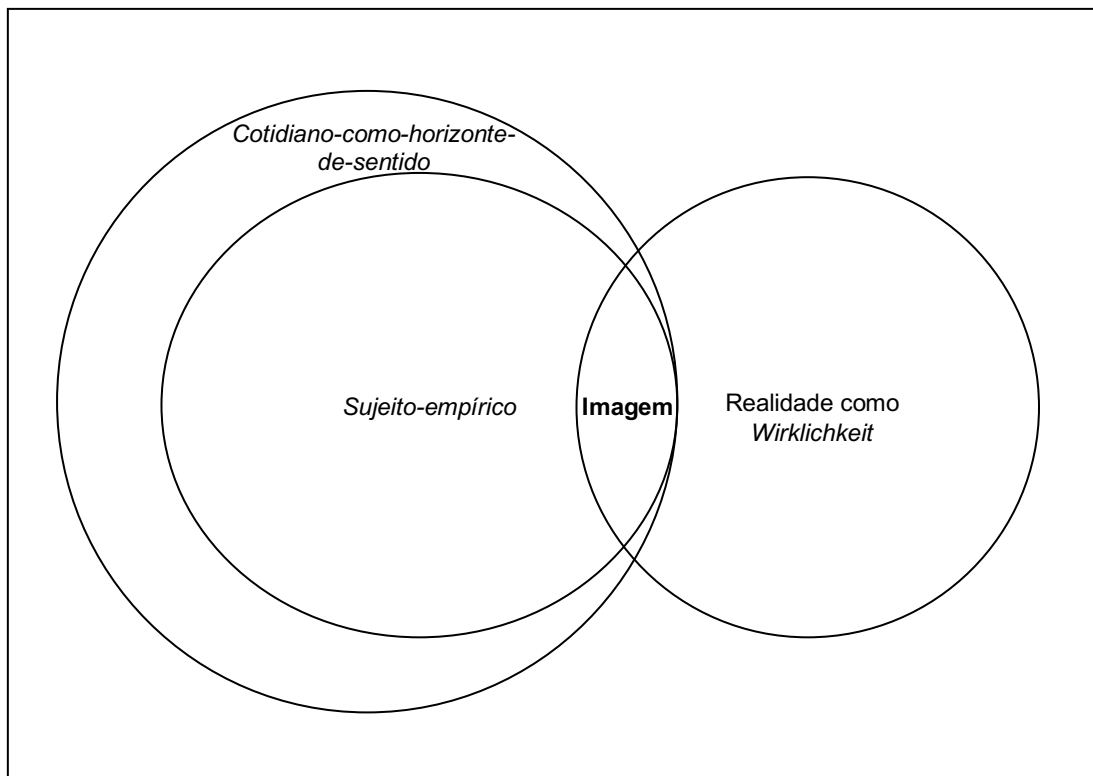 Cotidiano-como-horizonte-
de-sentido
Sujeito-empírico
Imagem
Realidade como
Wirklichkeit